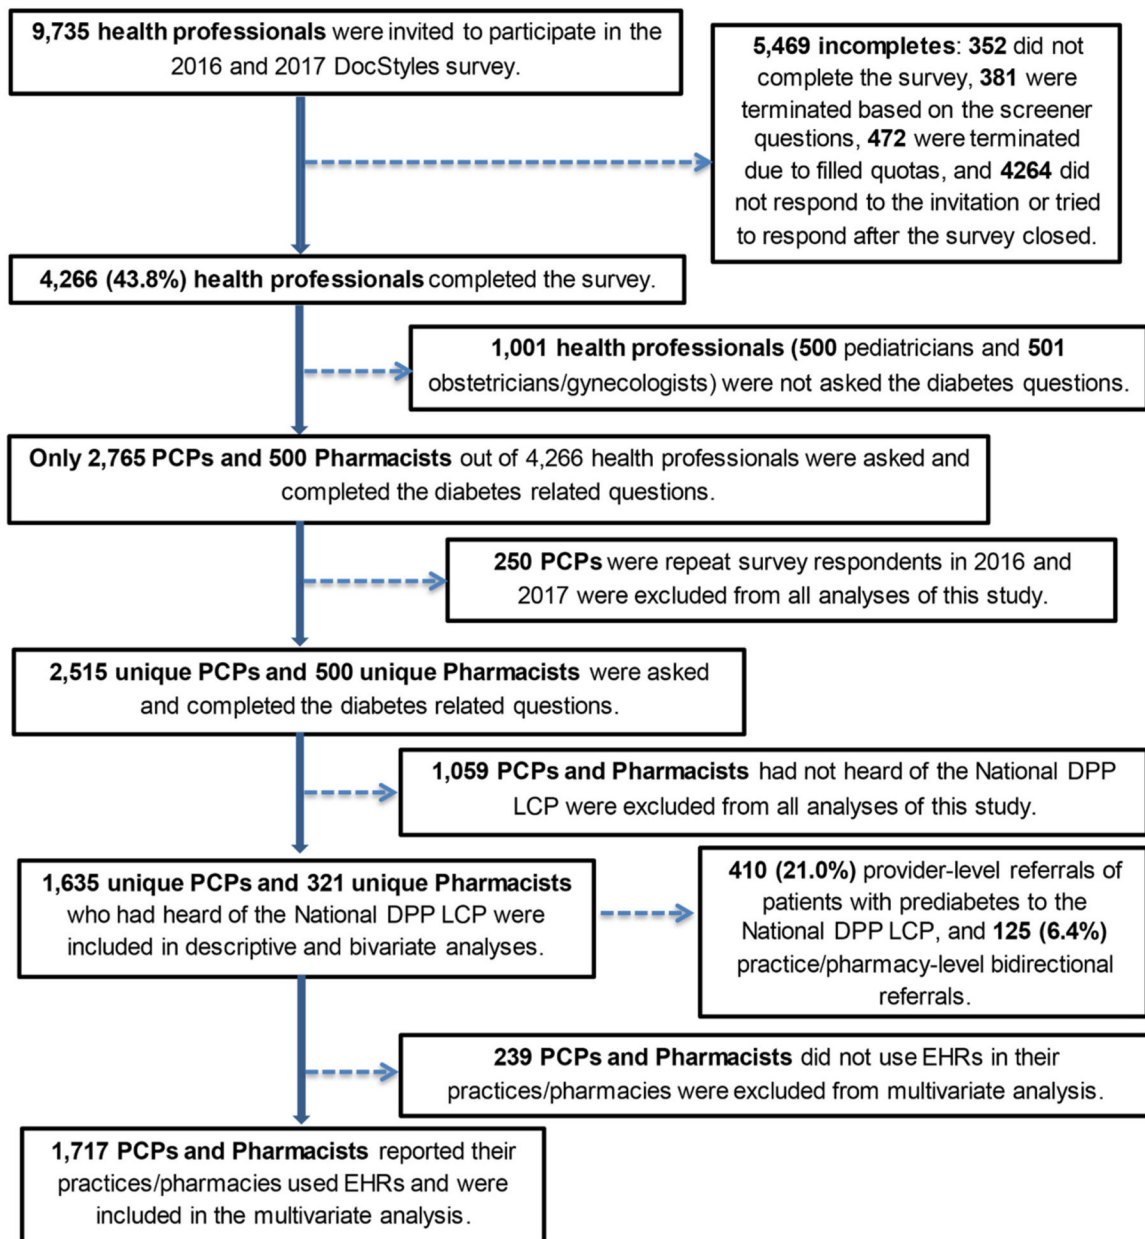 9,735 health professionals were invited to participate in the
2016 and 2017 DocStyles survey.
5,469 incompletes: 352 did not
complete the survey, 381 were
terminated based on the screener
questions, 472 were terminated
due to filled quotas, and 4264 did
not respond to the invitation or tried
to respond after the survey closed.
4,266 (43.8%) health professionals completed the survey.
1,001 health professionals (500 pediatricians and 501
obstetricians/gynecologists) were not asked the diabetes questions.
Only 2,765 PCPs and 500 Pharmacists out of 4,266 health professionals were asked and
completed the diabetes related questions.
250 PCPs were repeat survey respondents in 2016 and
2017 were excluded from all analyses of this study.
2,515 unique PCPs and 500 unique Pharmacists were asked
and completed the diabetes related questions.
1,059 PCPs and Pharmacists had not heard of the National DPP
LCP were excluded from all analyses of this study.
1,635 unique PCPs and 321 unique Pharmacists
who had heard of the National DPP LCP were
included in descriptive and bivariate analyses.
410 (21.0%) provider-level referrals of
patients with prediabetes to the
National DPP LCP, and 125 (6.4%)
practice/pharmacy-level bidirectional
referrals.
239 PCPs and Pharmacists did not use EHRs in their
practices/pharmacies were excluded from multivariate analysis.
1,717 PCPs and Pharmacists reported their
practices/pharmacies used EHRs and were
included in the multivariate analysis.